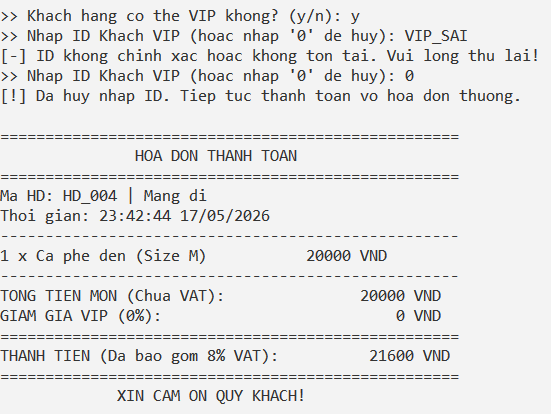 >> Khach hang co the VIP khong? (y/n): y
>> Nhap ID Khach VIP (hoac nhap '0' de huy): VIP_SAI
[-] ID khong chinh xac hoac khong ton tai. Vui long thu lai!
>> Nhap ID Khach VIP (hoac nhap '0' de huy): 0
[!] Da huy nhap ID. Tiep tuc thanh toan vo hoa don thuong.
===================================================
HOA DON THANH TOAN
===================================================
Ma HD: HD_004 | Mang di
Thoi gian: 23:42:44 17/05/2026
---------------------------------------------------
1 x Ca phe den (Size M)           20000 VND
---------------------------------------------------
TONG TIEN MON (Chua VAT):               20000 VND
GIAM GIA VIP (0%):                          0 VND
===================================================
THANH TIEN (Da bao gom 8% VAT):          21600 VND
===================================================
XIN CAM ON QUY KHACH!